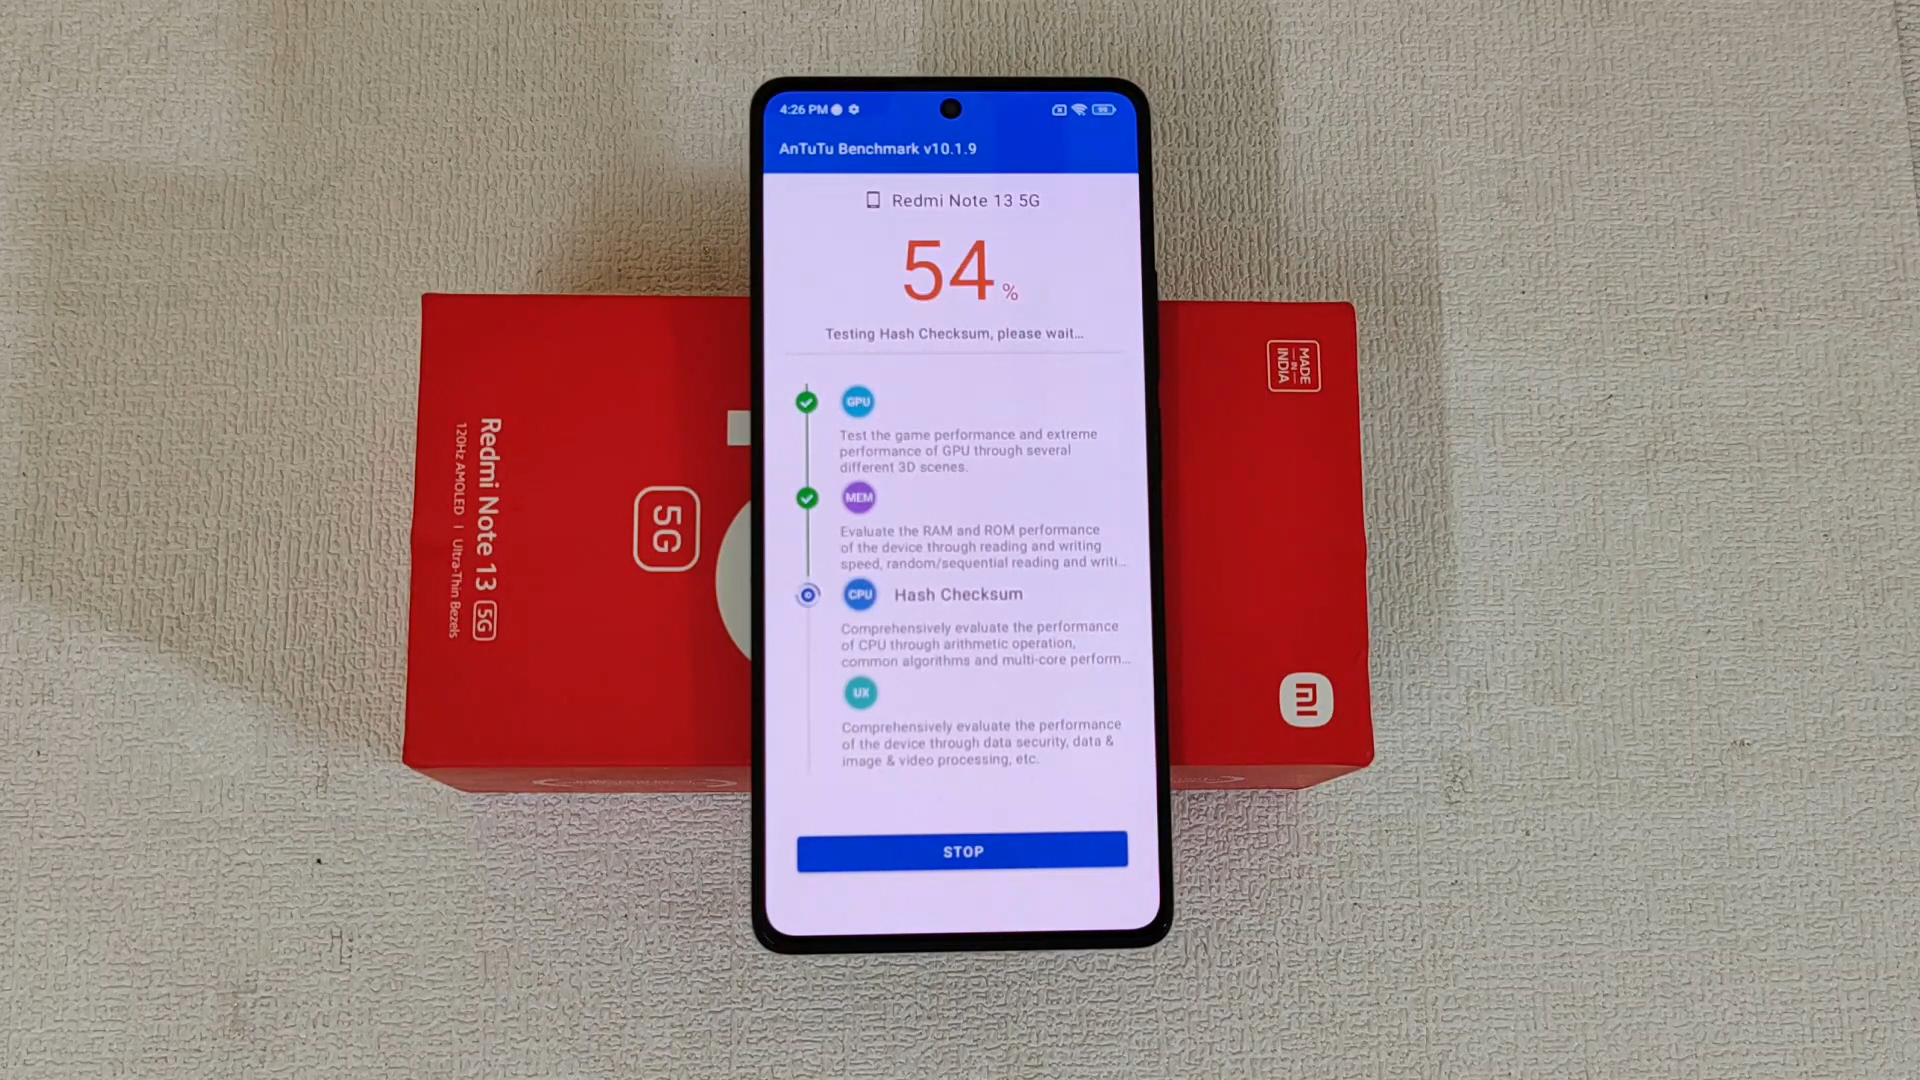 4:26 PM
99
AnTuTu Benchmark v10.1.9
Redmi Note 13 5G
54 %
Testing Hash Checksum, please wait...
GPU
Test the game performance and extreme
performance of GPU through several
different 3D scenes.
MEM
Evaluate the RAM and ROM performance
of the device through reading and writing
speed, random/sequential reading and writi...
CPU Hash Checksum
Comprehensively evaluate the performance
of CPU through arithmetic operation,
common algorithms and multi-core perform...
UX
Comprehensively evaluate the performance
of the device through data security, data &
image & video processing, etc.
STOP
Redmi Note 13 5G
120Hz AMOLED | Ultra-Thin Bezels
5G
MADE
IN
INDIA